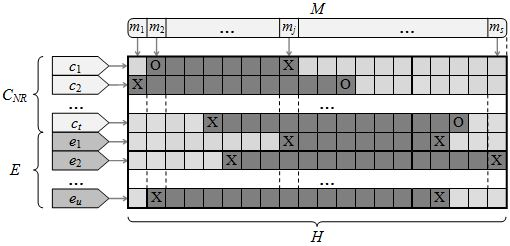 M
m1 m2 ... mj ... ms
c1 O X
c2 X O
...
CNR
ct X O
e1 X X
E
e2 X X
...
eu X X
H